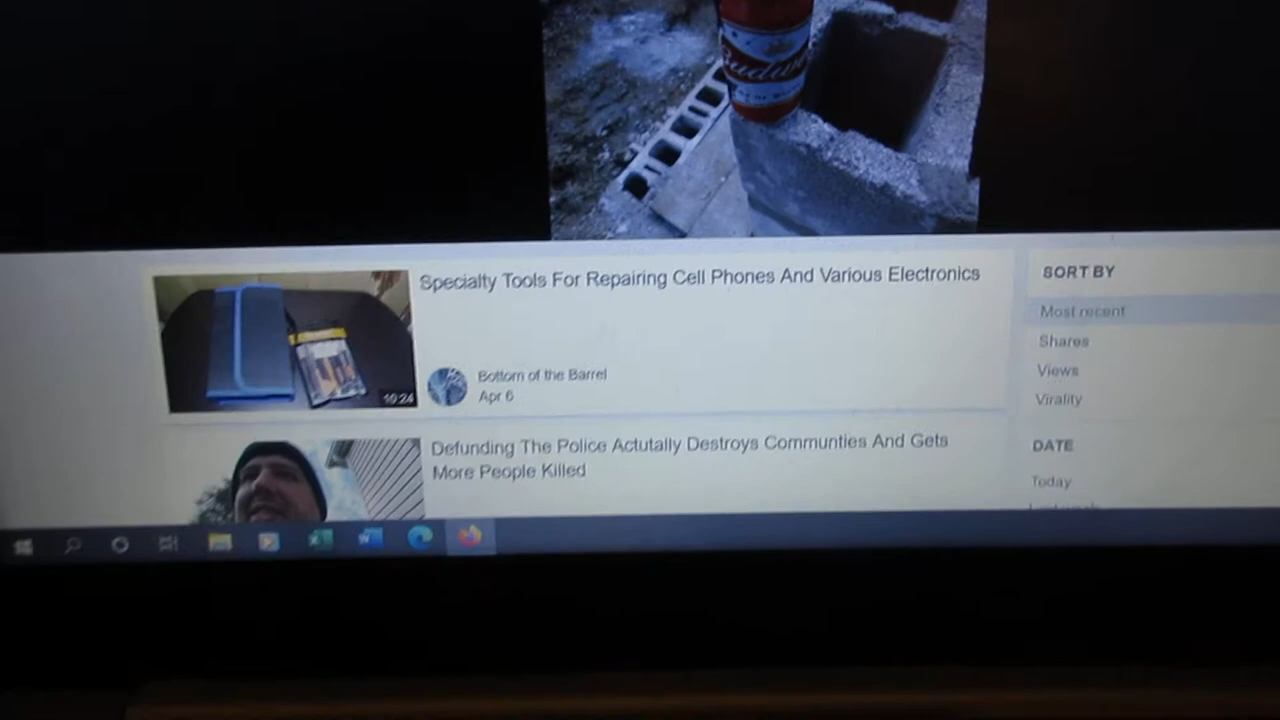 Specialty Tools For Repairing Cell Phones And Various Electronics
10:24
Bottom of the Barrel
Apr 6
Defunding The Police Actutally Destroys Communties And Gets
More People Killed
SORT BY
Most recent
Shares
Views
Virality
DATE
Today